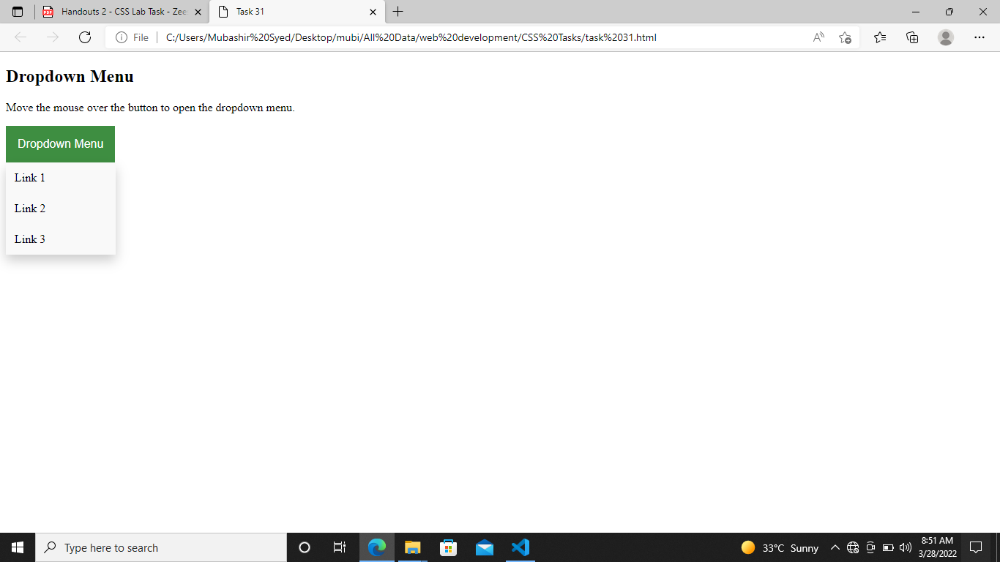 Handouts 2 - CSS Lab Task - Zee
Task 31
File
C:/Users/Mubashir%20Syed/Desktop/mubi/All%20Data/web%20development/CSS%20Tasks/task%2031.html
Dropdown Menu
Move the mouse over the button to open the dropdown menu.
Dropdown Menu
Link 1
Link 2
Link 3
Type here to search
33°C Sunny
8:51 AM
3/28/2022